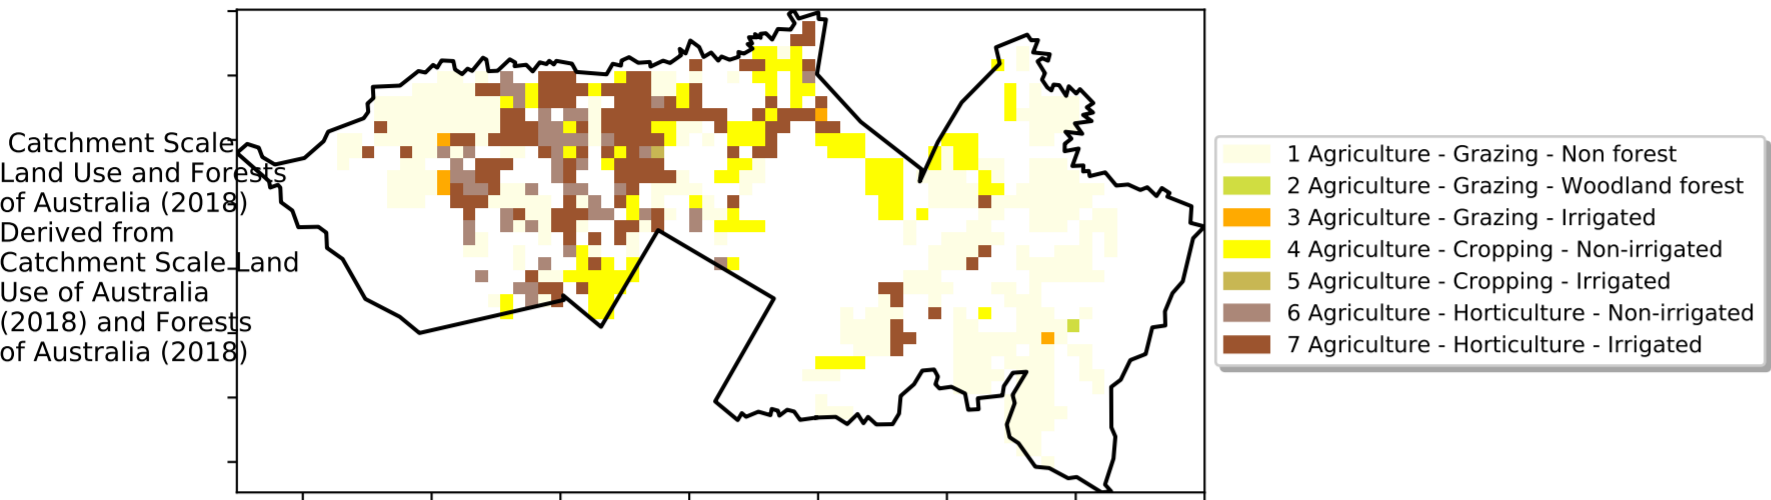 Catchment Scale
Land Use and Forests
of Australia (2018)
Derived from
Catchment Scale Land
Use of Australia
(2018) and Forests
of Australia (2018)
1 Agriculture - Grazing - Non forest
2 Agriculture - Grazing - Woodland forest
3 Agriculture - Grazing - Irrigated
4 Agriculture - Cropping - Non-irrigated
5 Agriculture - Cropping - Irrigated
6 Agriculture - Horticulture - Non-irrigated
7 Agriculture - Horticulture - Irrigated